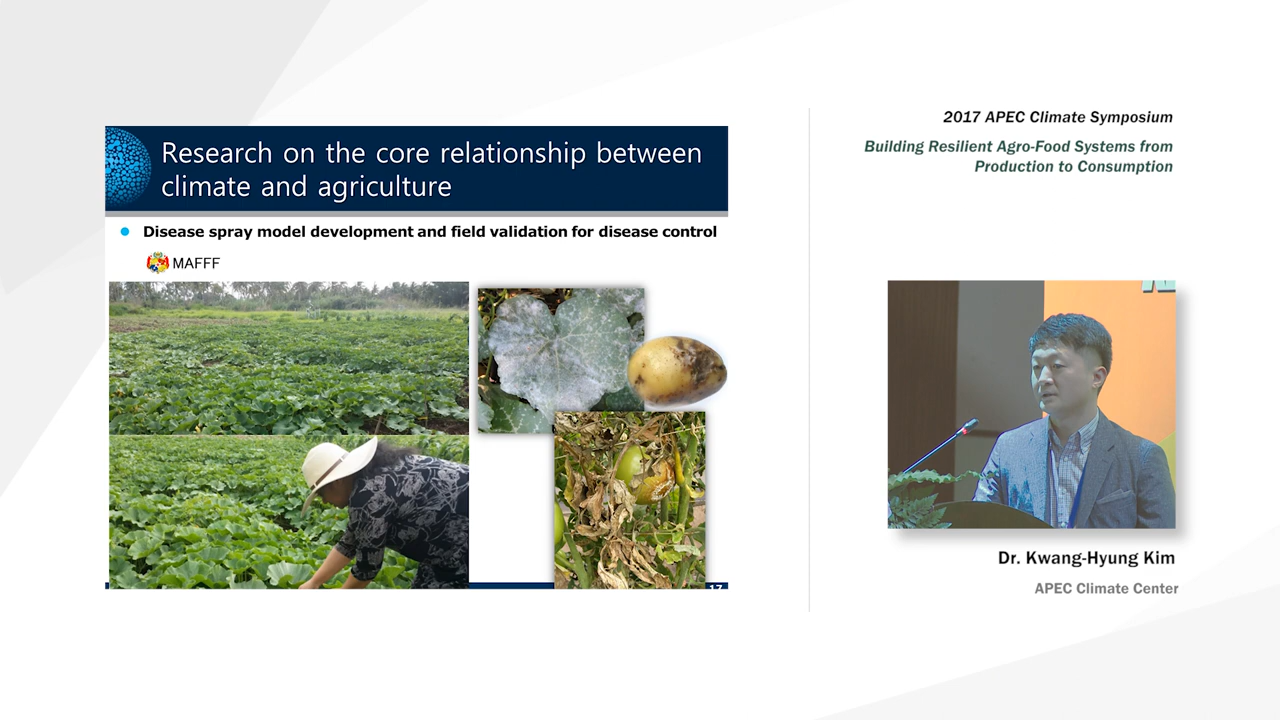 Research on the core relationship between
climate and agriculture
Disease spray model development and field validation for disease control
MAFFF
17
2017 APEC Climate Symposium
Building Resilient Agro-Food Systems from
Production to Consumption
Dr. Kwang-Hyung Kim
APEC Climate Center